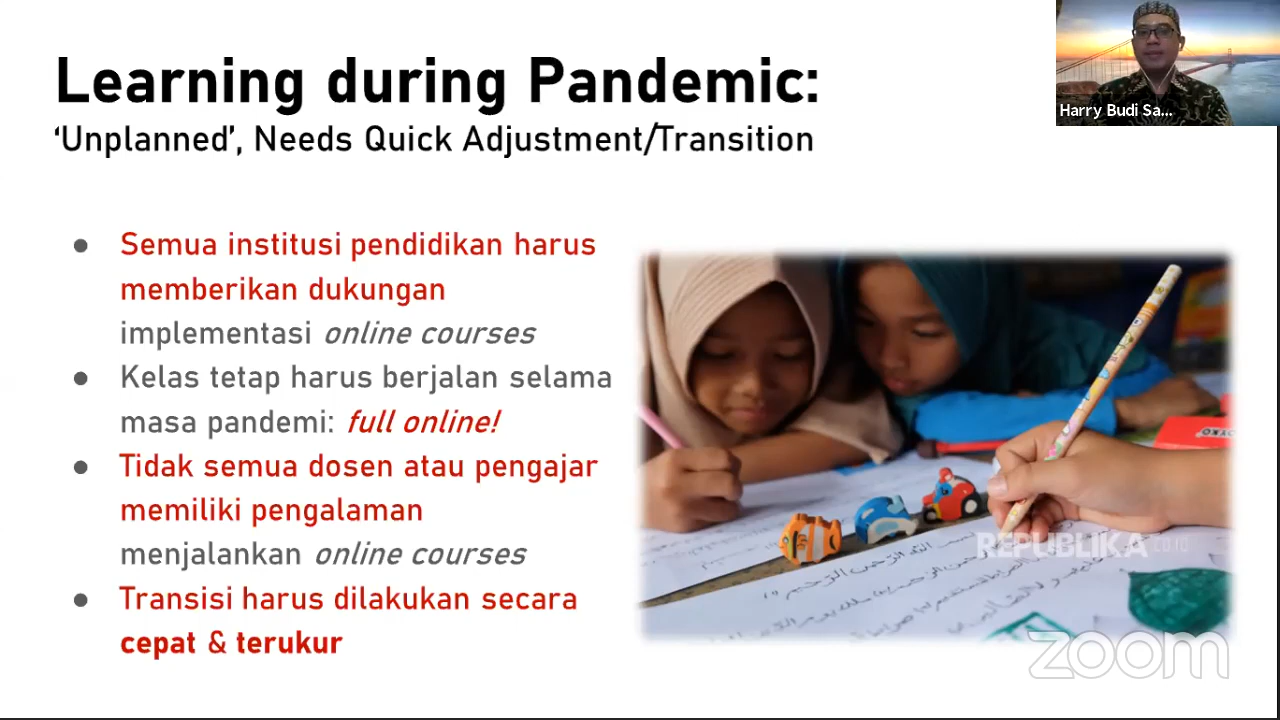 Learning during Pandemic:
‘Unplanned’, Needs Quick Adjustment/Transition
Harry Budi Sa...
● Semua institusi pendidikan harus
memberikan dukungan
implementasi online courses
● Kelas tetap harus berjalan selama
masa pandemi: full online!
● Tidak semua dosen atau pengajar
memiliki pengalaman
menjalankan online courses
● Transisi harus dilakukan secara
cepat & terukur
REPUBLIKA
zoom